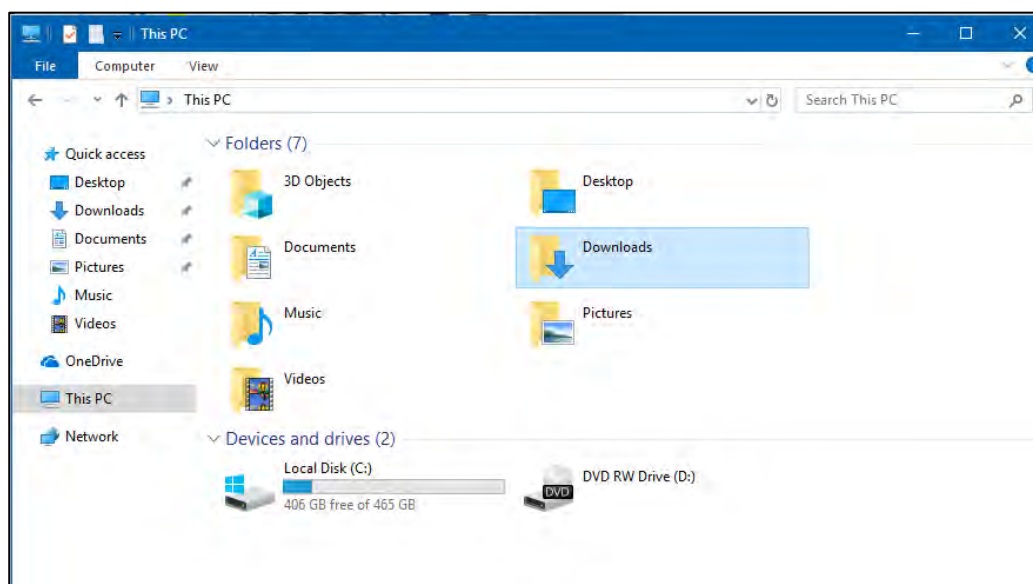 This PC
File Computer View
This PC Search This PC
Quick access
Desktop
Downloads
Documents
Pictures
Music
Videos
OneDrive
This PC
Network
Folders (7)
3D Objects Desktop
Documents Downloads
Music Pictures
Videos
Devices and drives (2)
Local Disk (C:)
406 GB free of 465 GB
DVD RW Drive (D:)
DVD